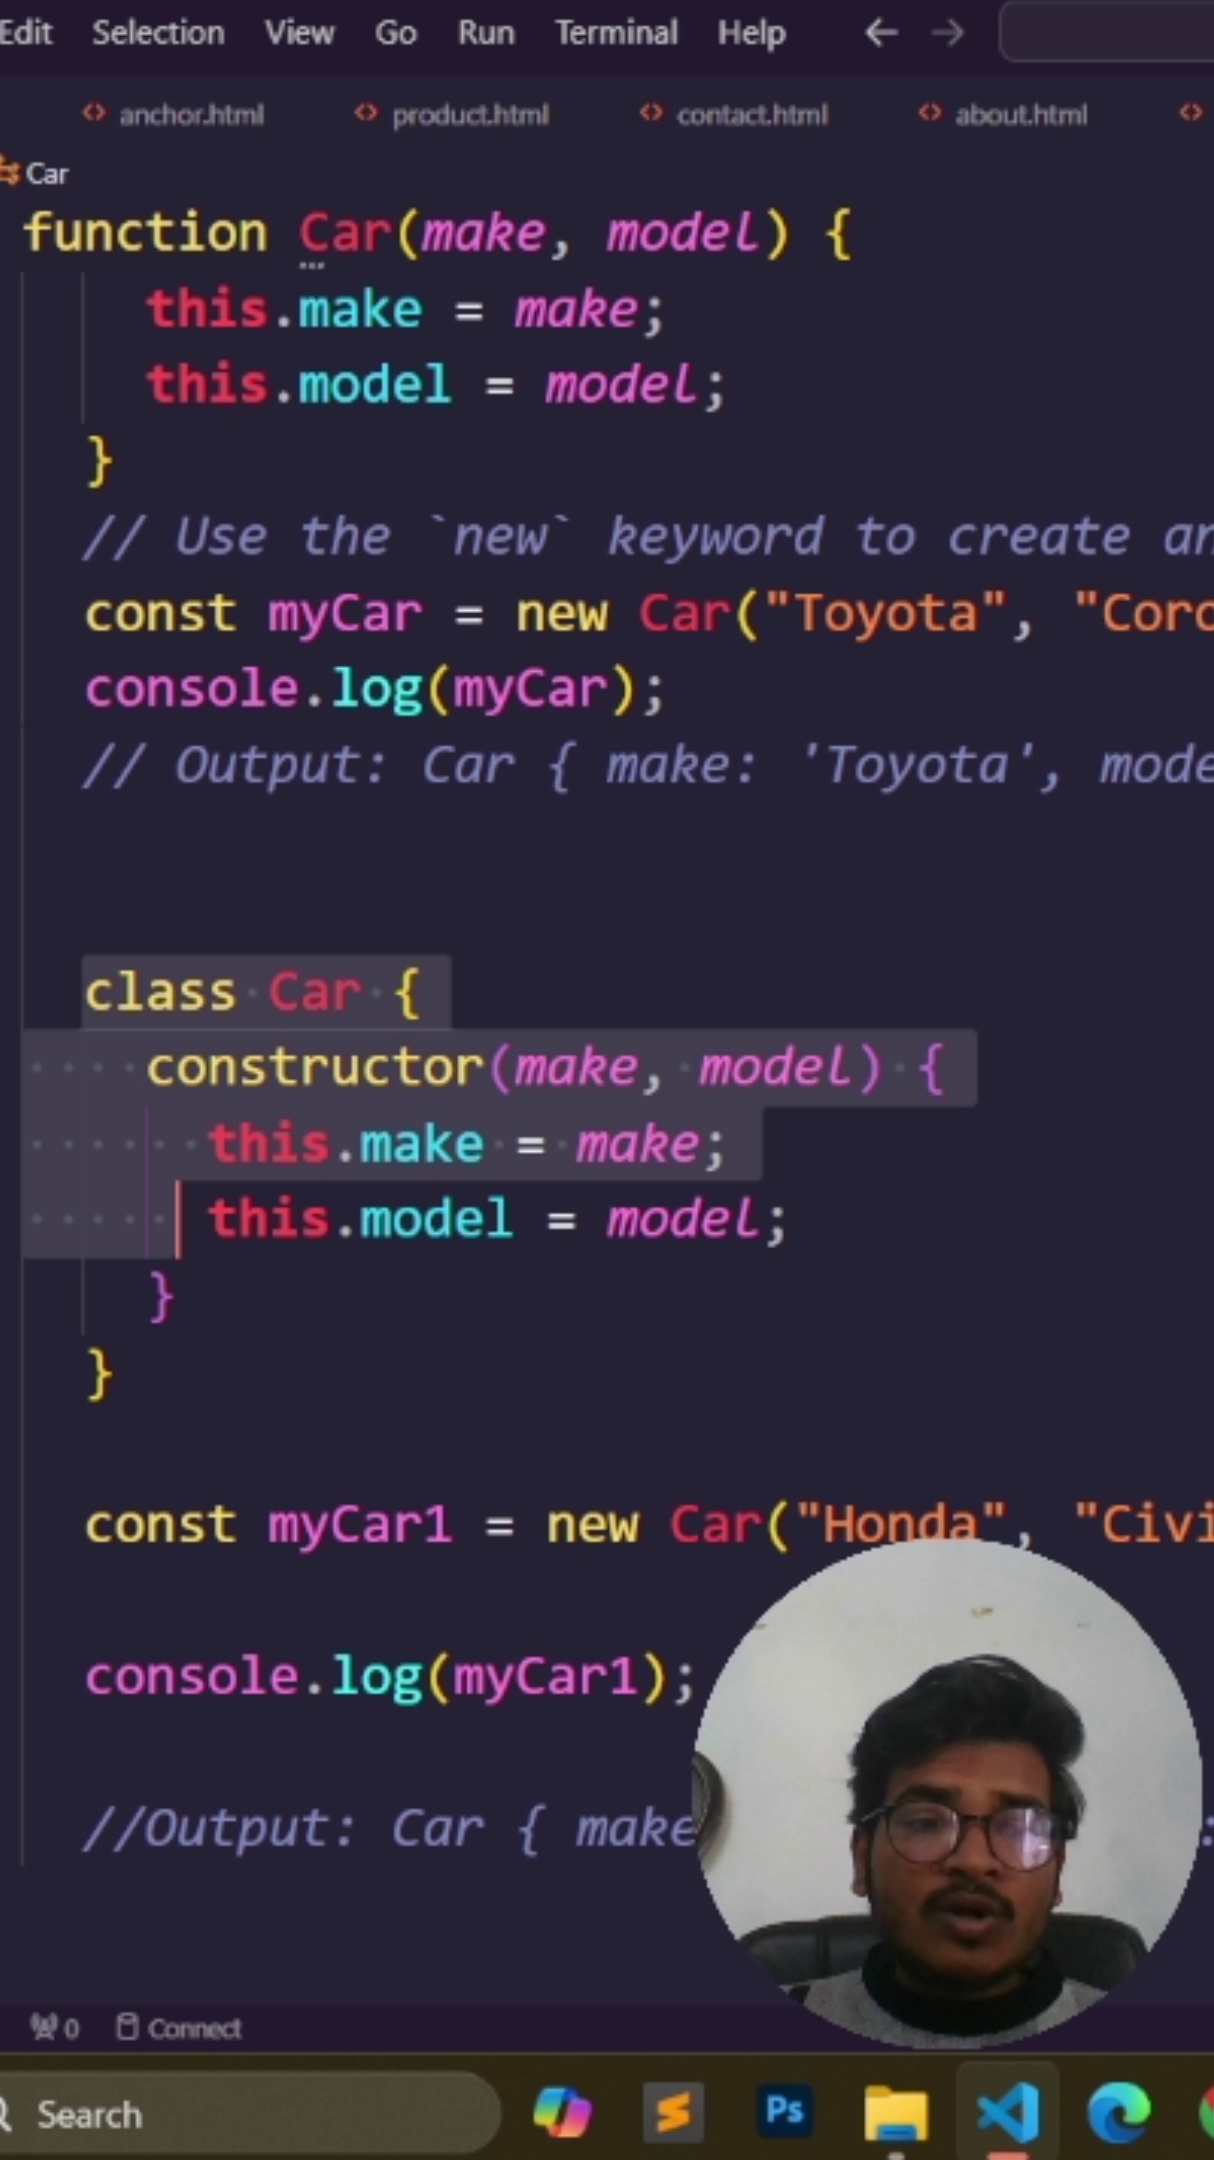 Edit Selection View Go Run Terminal Help
anchor.html product.html contact.html about.html
Car
function Car(make, model) {
this.make = make;
this.model = model;
}
// Use the `new` keyword to create an
const myCar = new Car("Toyota", "Coro
console.log(myCar);
// Output: Car { make: 'Toyota', mode
class Car {
constructor(make, model) {
this.make = make;
this.model = model;
}
}
const myCar1 = new Car("Honda", "Civi
console.log(myCar1);
//Output: Car { make :
0 Connect
Search Ps